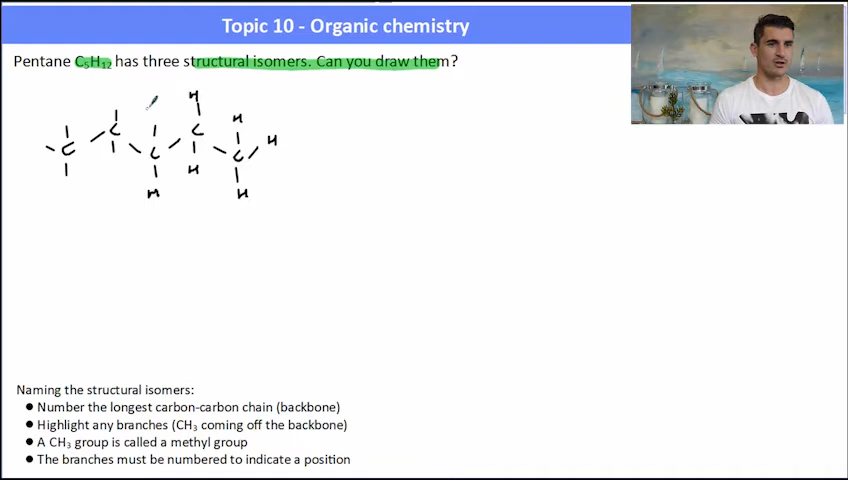 Topic 10 - Organic chemistry
Pentane C₅H₁₂ has three structural isomers. Can you draw them?
H
H
C C H
C C C
H
H H
Naming the structural isomers:
● Number the longest carbon-carbon chain (backbone)
● Highlight any branches (CH₃ coming off the backbone)
● A CH₃ group is called a methyl group
● The branches must be numbered to indicate a position